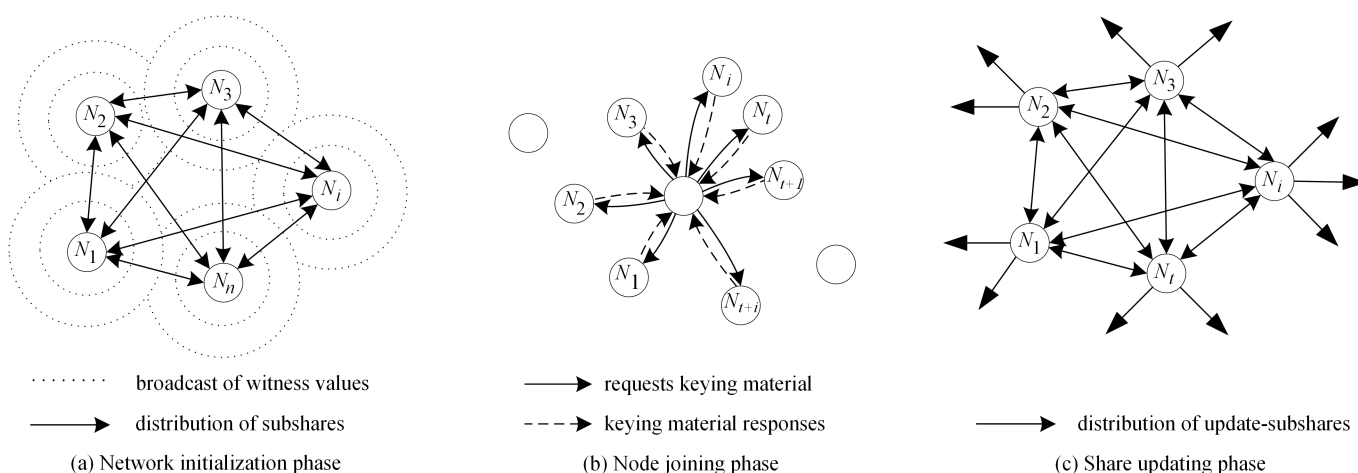 N3
N2
Ni
N1
Nn
broadcast of witness values
distribution of subshares
(a) Network initialization phase
Ni
N3
Nt
Nt+1
N2
N1
Nt+i
requests keying material
keying material responses
(b) Node joining phase
N3
N2
Ni
N1
Nt
distribution of update-subshares
(c) Share updating phase